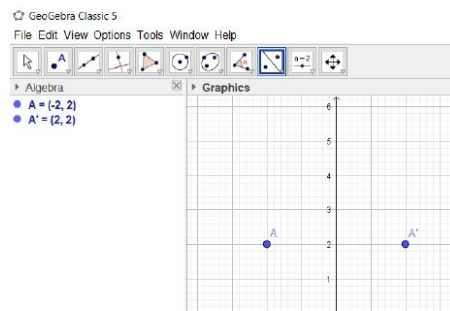 GeoGebra Classic 5
File Edit View Options Tools Window Help
A
a=2
Algebra
Graphics
A = (-2, 2)
A' = (2, 2)
6
5
4
3
A
A'
2
1